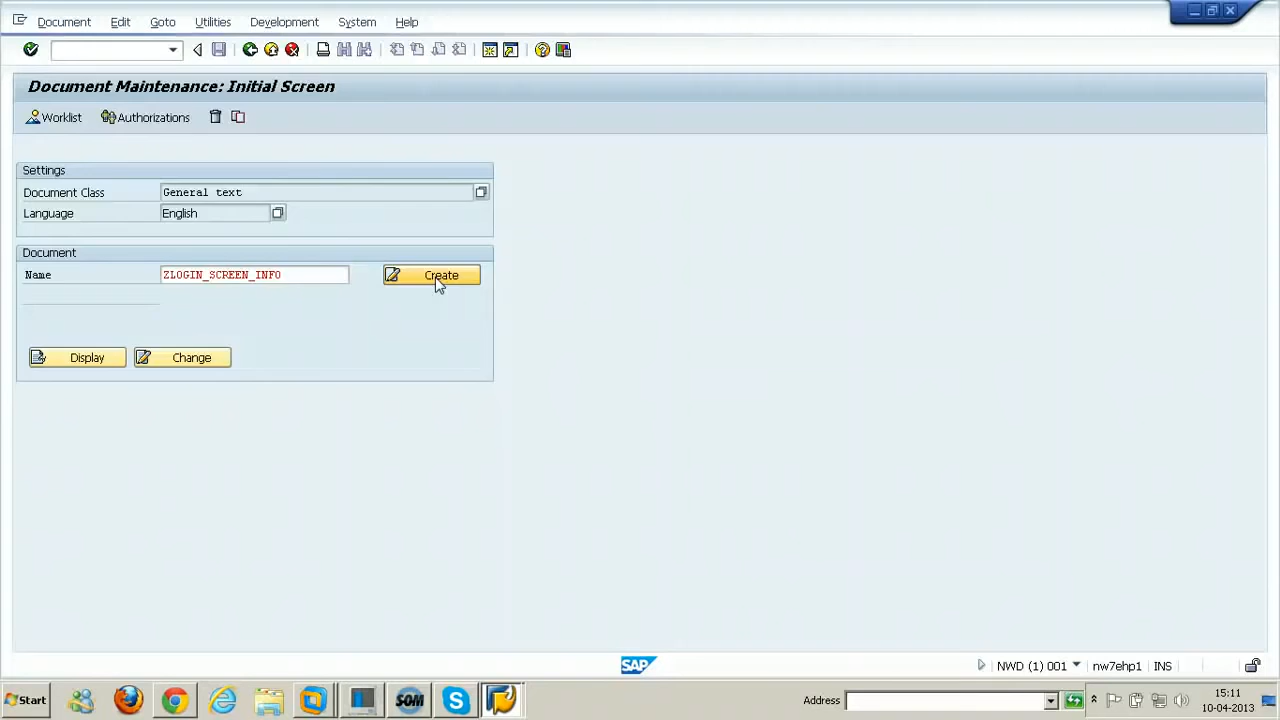 Document Edit Goto Utilities Development System Help
Document Maintenance: Initial Screen
Worklist Authorizations
Settings
Document Class General text
Language English
Document
Name ZLOGIN_SCREEN_INFO Create
Display Change
SAP NWD (1) 001 nw7ehp1 INS
Start SOM Address 15:11
10-04-2013